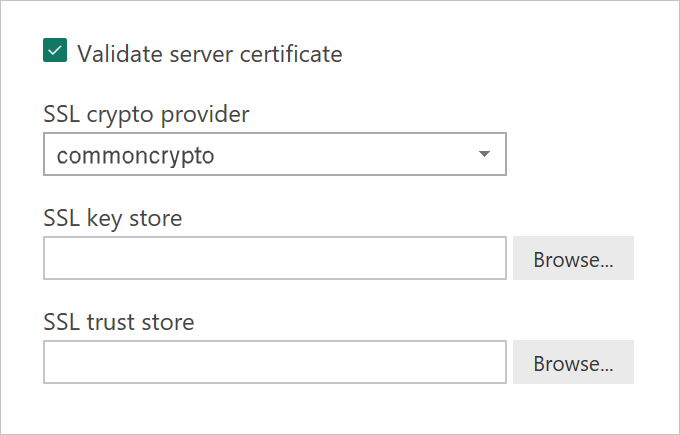 Validate server certificate
SSL crypto provider
commoncrypto
SSL key store
Browse...
SSL trust store
Browse...